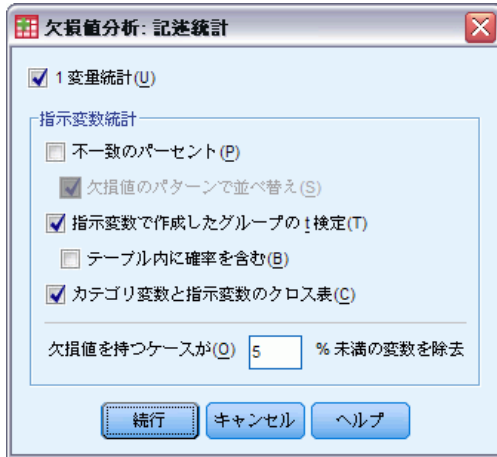 欠損値分析: 記述統計
1 変量統計(U)
指示変数統計
不一致のパーセント(P)
欠損値のパターンで並べ替え(S)
指示変数で作成したグループの t 検定(T)
テーブル内に確率を含む(B)
カテゴリ変数と指示変数のクロス表(C)
欠損値を持つケースが(O) 5 % 未満の変数を除去
続行 キャンセル ヘルプ